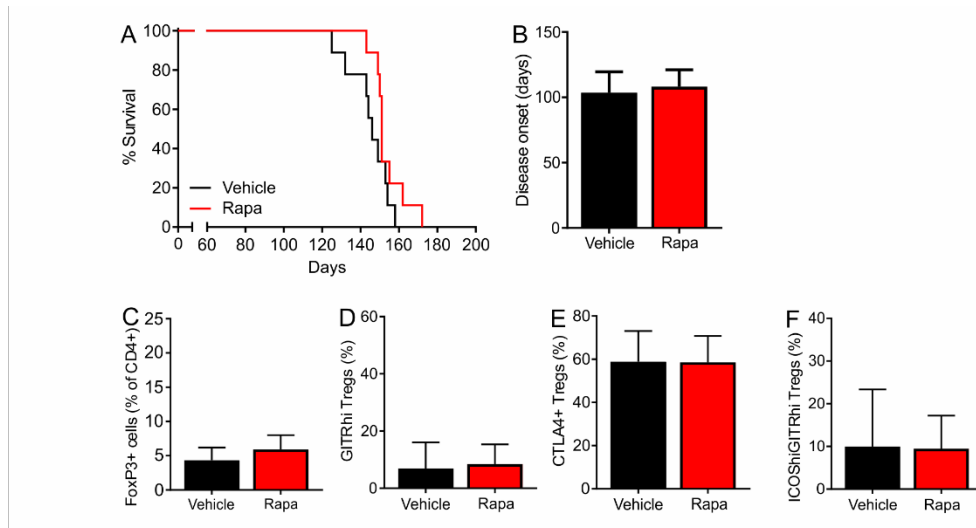 A
% Survival
100
80
60
40
20
0
Vehicle
Rapa
0 60 80 100 120 140 160 180 200
Days
B
Disease onset (days)
150
100
50
0
Vehicle Rapa
C
FoxP3+ cells (% of CD4+)
25
20
15
10
5
0
Vehicle Rapa
D
GITRhi Tregs (%)
60
40
20
0
Vehicle Rapa
E
CTLA4+ Tregs (%)
80
60
40
20
0
Vehicle Rapa
F
ICOShiGITRhi Tregs (%)
40
30
20
10
0
Vehicle Rapa